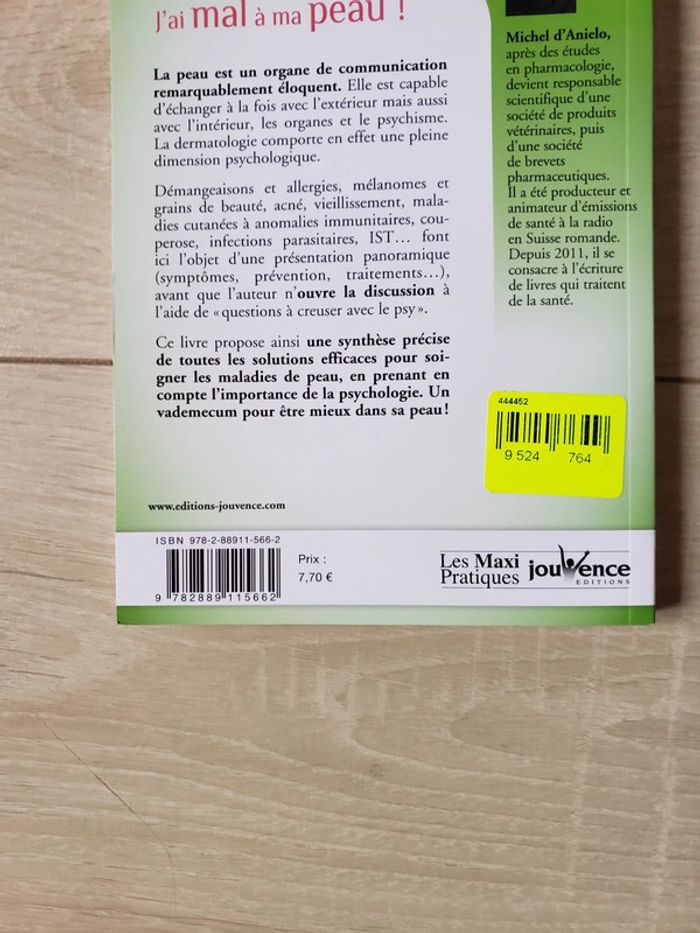 J'ai mal à ma peau !
La peau est un organe de communication
remarquablement éloquent. Elle est capable
d'échanger à la fois avec l'extérieur mais aussi
avec l'intérieur, les organes et le psychisme.
La dermatologie comporte en effet une pleine
dimension psychologique.
Démangeaisons et allergies, mélanomes et
grains de beauté, acné, vieillissement, mala-
dies cutanées à anomalies immunitaires, cou-
perose, infections parasitaires, IST... font
ici l'objet d'une présentation panoramique
(symptômes, prévention, traitements...),
avant que l'auteur n'ouvre la discussion à
l'aide de « questions à creuser avec le psy ».
Ce livre propose ainsi une synthèse précise
de toutes les solutions efficaces pour soi-
gner les maladies de peau, en prenant en
compte l'importance de la psychologie. Un
vademecum pour être mieux dans sa peau !
Michel d'Anielo,
après des études
en pharmacologie,
devient responsable
scientifique d'une
société de produits
vétérinaires, puis
d'une société
de brevets
pharmaceutiques.
Il a été producteur et
animateur d'émissions
de santé à la radio
en Suisse romande.
Depuis 2011, il se
consacre à l'écriture
de livres qui traitent
de la santé.
444452
9 524 764
www.editions-jouvence.com
ISBN 978-2-88911-566-2
9 782889 115662
Prix :
7,70 €
Les Maxi
Pratiques
jouvence
EDITIONS